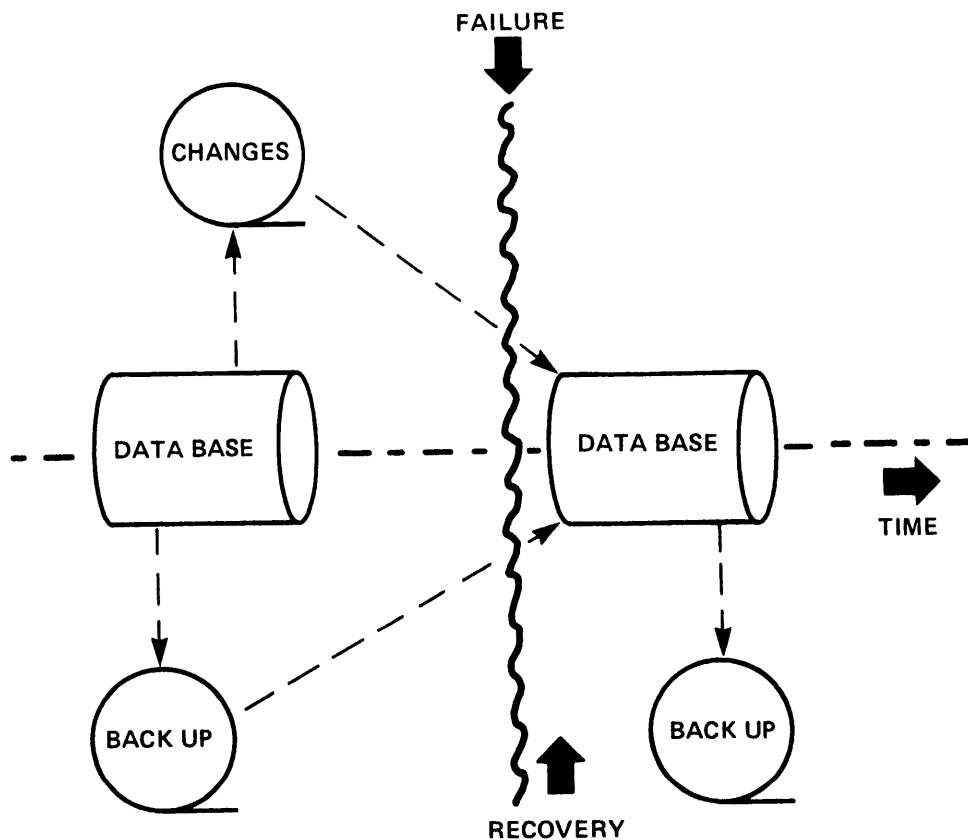 FAILURE
CHANGES
DATA BASE
DATA BASE
TIME
BACK UP
BACK UP
RECOVERY